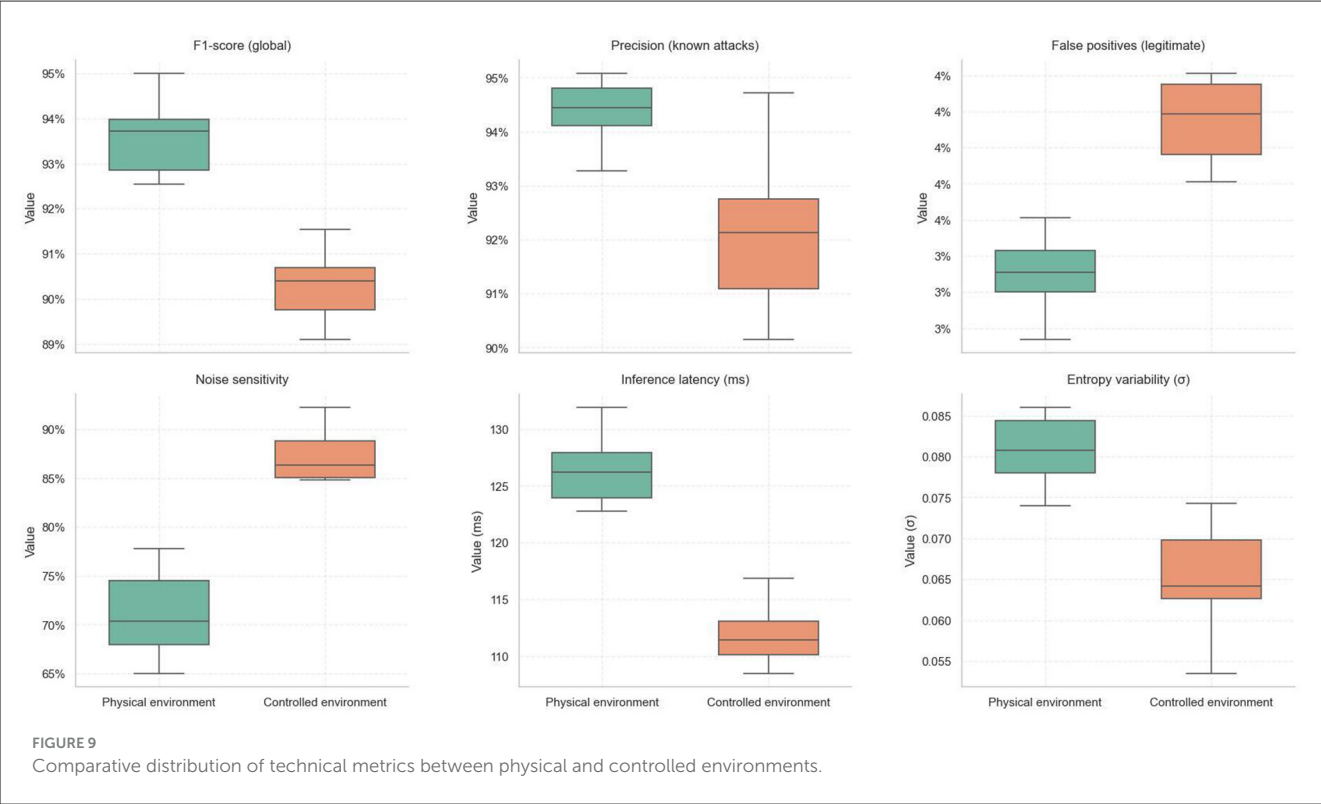 F1-score (global)
Value
95%
94%
93%
92%
91%
90%
89%
Precision (known attacks)
Value
95%
94%
93%
92%
91%
90%
False positives (legitimate)
Value
4%
4%
4%
4%
4%
3%
3%
3%
Noise sensitivity
Value
90%
85%
80%
75%
70%
65%
Physical environment
Controlled environment
Inference latency (ms)
Value (ms)
130
125
120
115
110
Physical environment
Controlled environment
Entropy variability (σ)
Value (σ)
0.085
0.080
0.075
0.070
0.065
0.060
0.055
Physical environment
Controlled environment
FIGURE 9
Comparative distribution of technical metrics between physical and controlled environments.